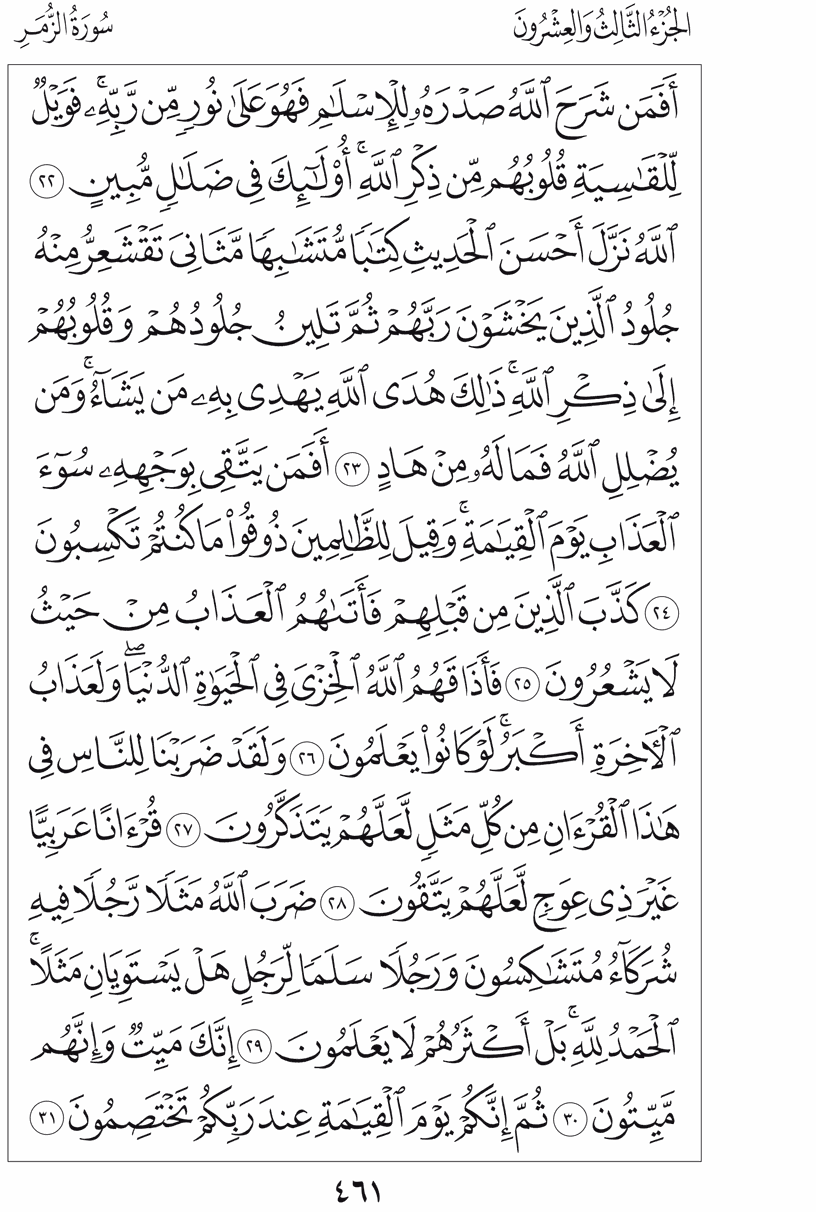 الجُزْءُ الثَّالِثُ وَالعِشْرُونَ
سُورَةُ الزُّمَرِ
أَفَمَن شَرَحَ ٱللَّهُ صَدْرَهُۥ لِلْإِسْلَٰمِ فَهُوَ عَلَىٰ نُورٍ مِّن رَّبِّهِۦۚ فَوَيْلٌ
لِّلْقَٰسِيَةِ قُلُوبُهُم مِّن ذِكْرِ ٱللَّهِۚ أُو۟لَٰٓئِكَ فِى ضَلَٰلٍ مُّبِينٍ ٢٢
ٱللَّهُ نَزَّلَ أَحْسَنَ ٱلْحَدِيثِ كِتَٰبًا مُّتَشَٰبِهًا مَّثَانِىَ تَقْشَعِرُّ مِنْهُ
جُلُودُ ٱلَّذِينَ يَخْشَوْنَ رَبَّهُمْ ثُمَّ تَلِينُ جُلُودُهُمْ وَقُلُوبُهُمْ
إِلَىٰ ذِكْرِ ٱللَّهِۚ ذَٰلِكَ هُدَى ٱللَّهِ يَهْدِى بِهِۦ مَن يَشَآءُۚ وَمَن
يُضْلِلِ ٱللَّهُ فَمَا لَهُۥ مِنْ هَادٍ ٢٣ أَفَمَن يَتَّقِى بِوَجْهِهِۦ سُوٓءَ
ٱلْعَذَابِ يَوْمَ ٱلْقِيَٰمَةِۚ وَقِيلَ لِلظَّٰلِمِينَ ذُوقُوا۟ مَا كُنتُمْ تَكْسِبُونَ
٢٤ كَذَّبَ ٱلَّذِينَ مِن قَبْلِهِمْ فَأَتَىٰهُمُ ٱلْعَذَابُ مِنْ حَيْثُ
لَا يَشْعُرُونَ ٢٥ فَأَذَاقَهُمُ ٱللَّهُ ٱلْخِزْىَ فِى ٱلْحَيَوٰةِ ٱلدُّنْيَاۖ وَلَعَذَابُ
ٱلْءَاخِرَةِ أَكْبَرُۚ لَوْ كَانُوا۟ يَعْلَمُونَ ٢٦ وَلَقَدْ ضَرَبْنَا لِلنَّاسِ فِى
هَٰذَا ٱلْقُرْءَانِ مِن كُلِّ مَثَلٍ لَّعَلَّهُمْ يَتَذَكَّرُونَ ٢٧ قُرْءَانًا عَرَبِيًّا
غَيْرَ ذِى عِوَجٍ لَّعَلَّهُمْ يَتَّقُونَ ٢٨ ضَرَبَ ٱللَّهُ مَثَلًا رَّجُلًا فِيهِ
شُرَكَآءُ مُتَشَٰكِسُونَ وَرَجُلًا سَلَمًا لِّرَجُلٍ هَلْ يَسْتَوِيَانِ مَثَلًاۚ
ٱلْحَمْدُ لِلَّهِۚ بَلْ أَكْثَرُهُمْ لَا يَعْلَمُونَ ٢٩ إِنَّكَ مَيِّتٌ وَإِنَّهُم
مَّيِّتُونَ ٣٠ ثُمَّ إِنَّكُمْ يَوْمَ ٱلْقِيَٰمَةِ عِندَ رَبِّكُمْ تَخْتَصِمُونَ ٣١
٤٦١